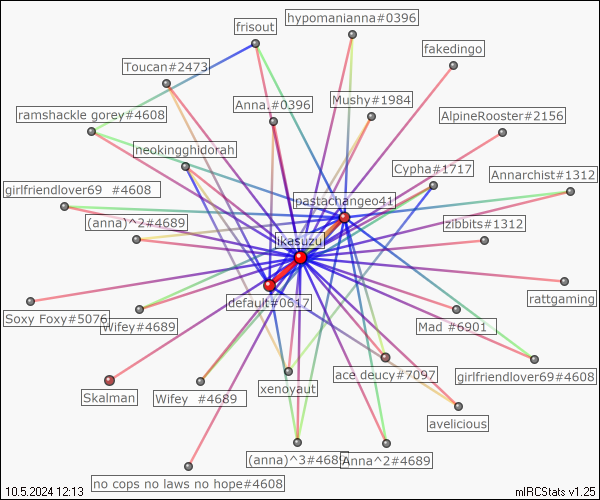 hypomanianna#0396
frisout
fakedingo
Toucan#2473
Mushy#1984
Anna.#0396
ramshackle gorey#4608
AlpineRooster#2156
neokingghidorah
Cypha#1717
Annarchist#1312
girlfriendlover69 #4608
pastachangeo41
(anna)^2#4689
zibbits#1312
ikesuzu
rattgaming
default#0617
Soxy Foxy#5076
Wifey#4689
Mad #6901
ace deucy#7097
girlfriendlover69#4608
xenoyaut
Skalman
Wifey #4689
avelicious
(anna)^3#4689
Anna^2#4689
no cops no laws no hope#4608
10.5.2024 12:13
mIRCStats v1.25